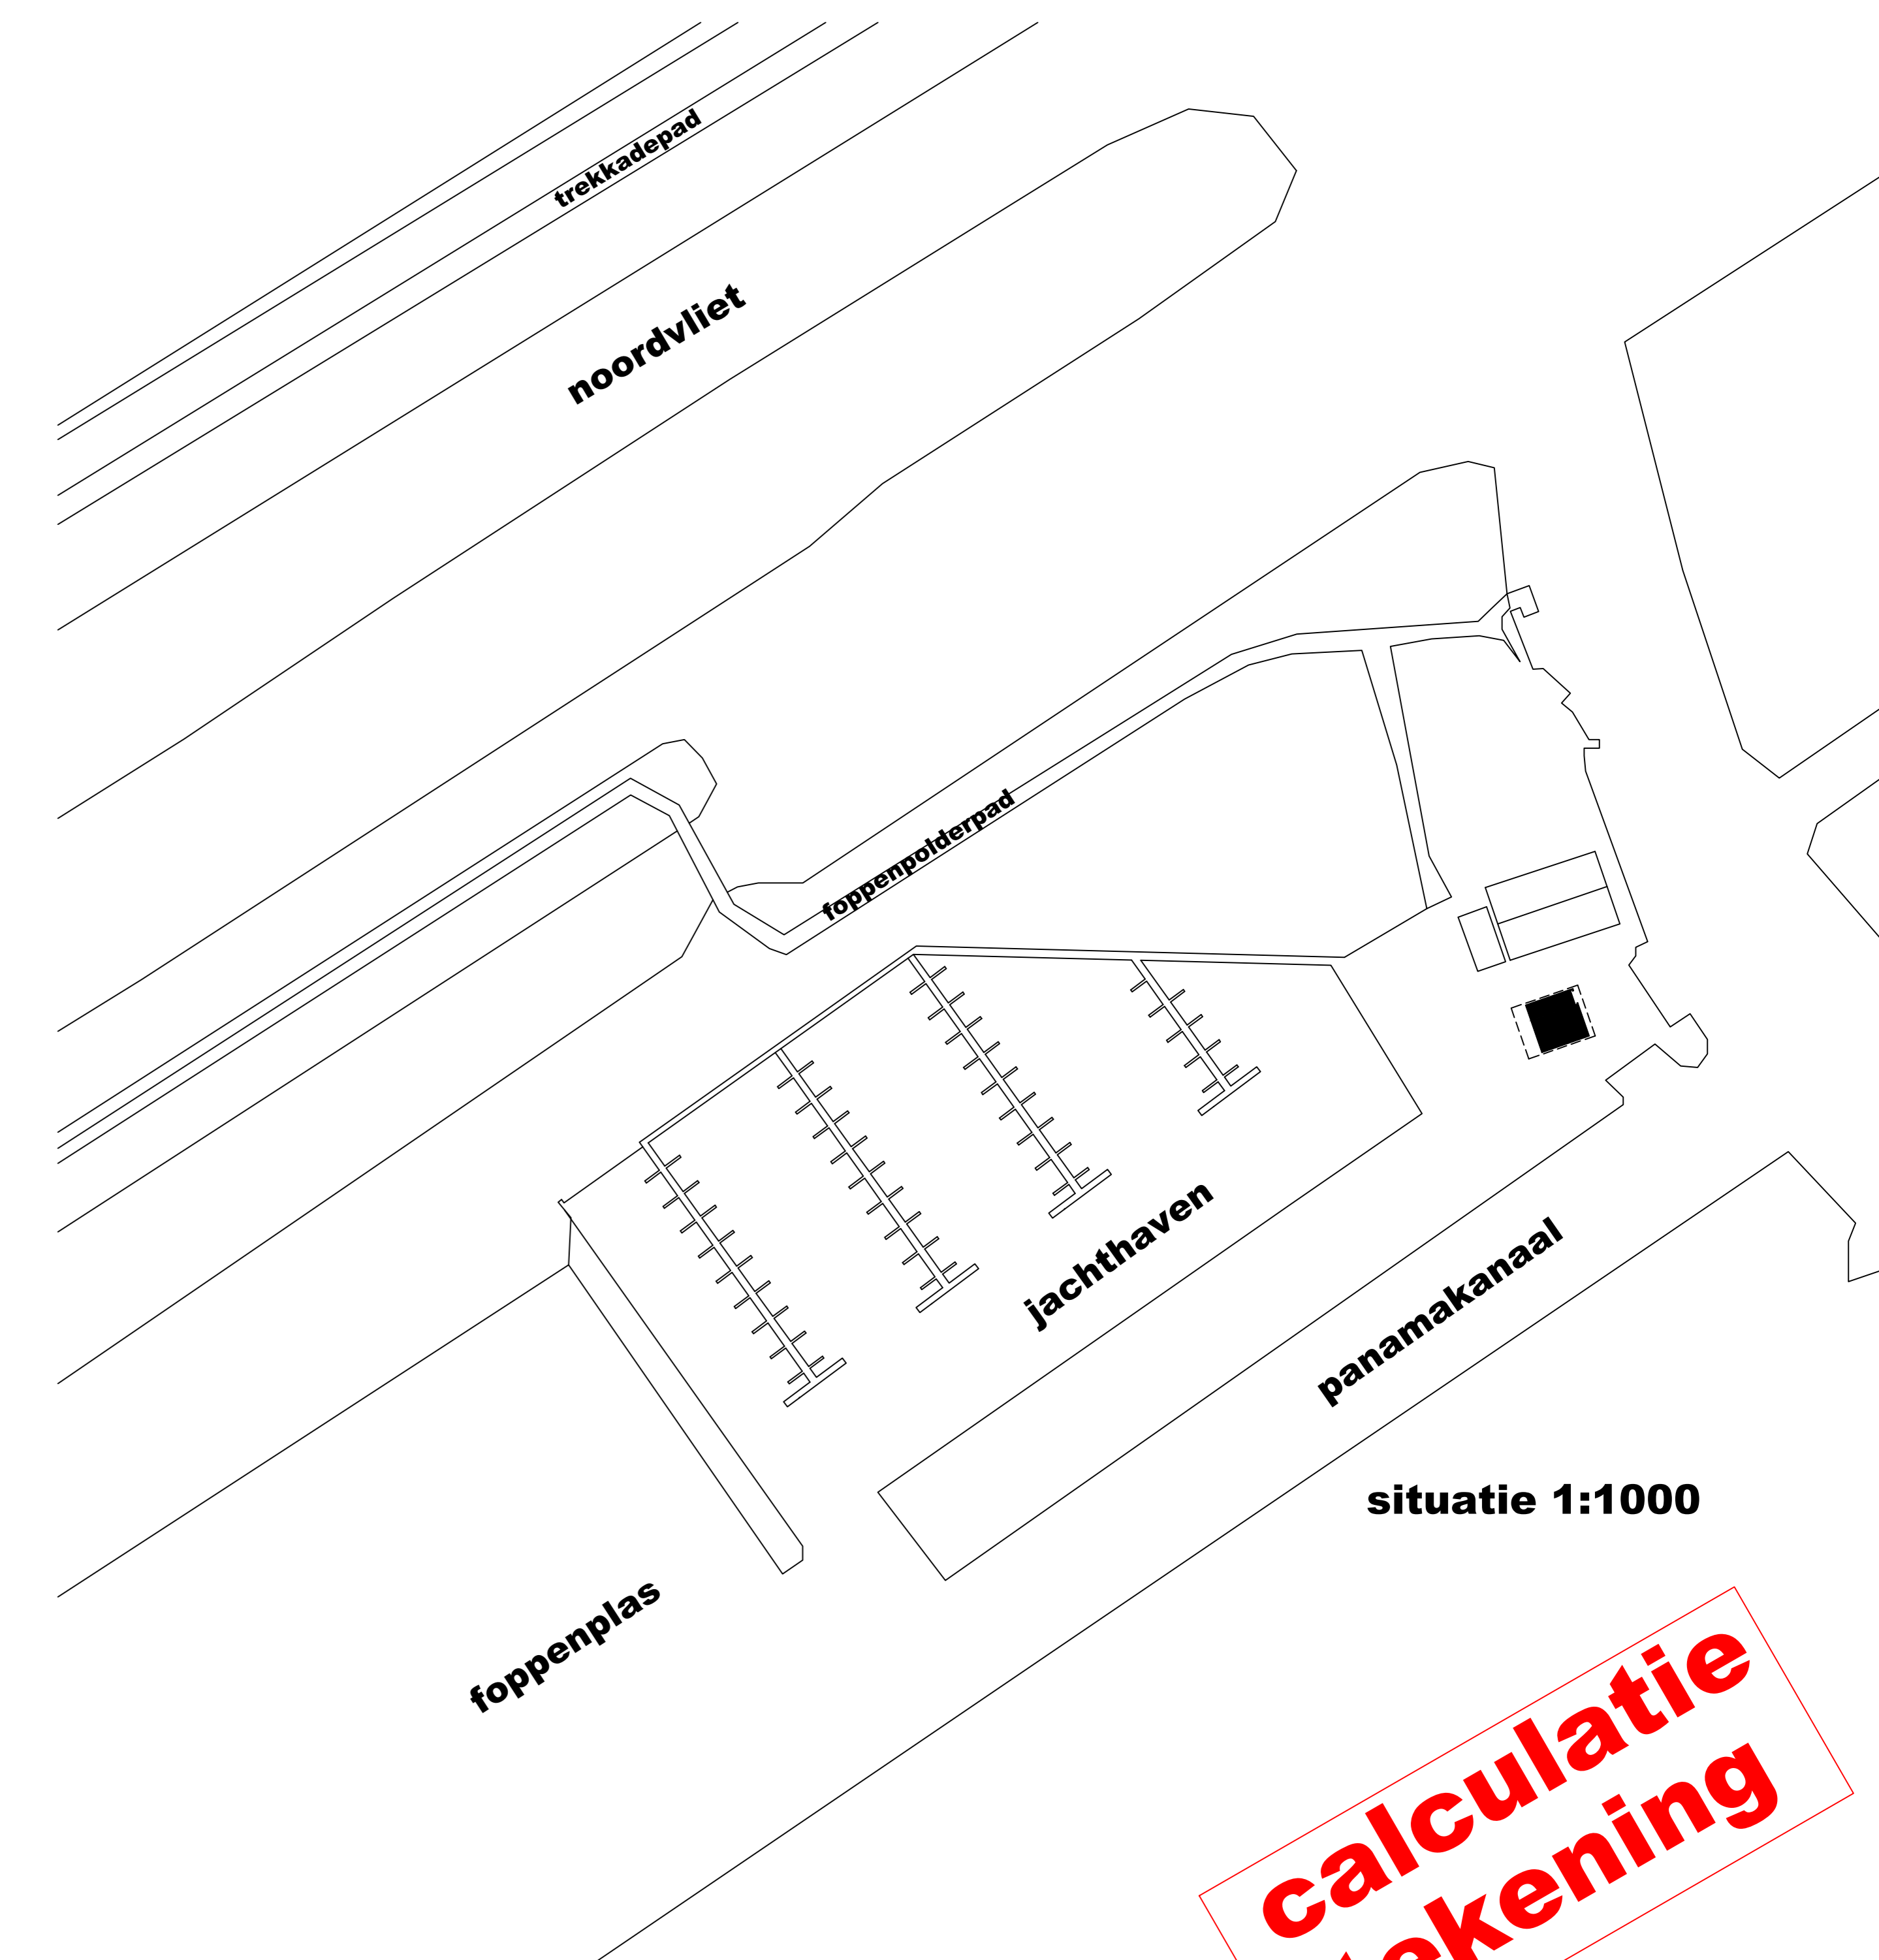 trekkadepad
noordvliet
foppenpolderpad
jachthaven
panamakanaal
situatie 1:1000
foppenplas
calculatie